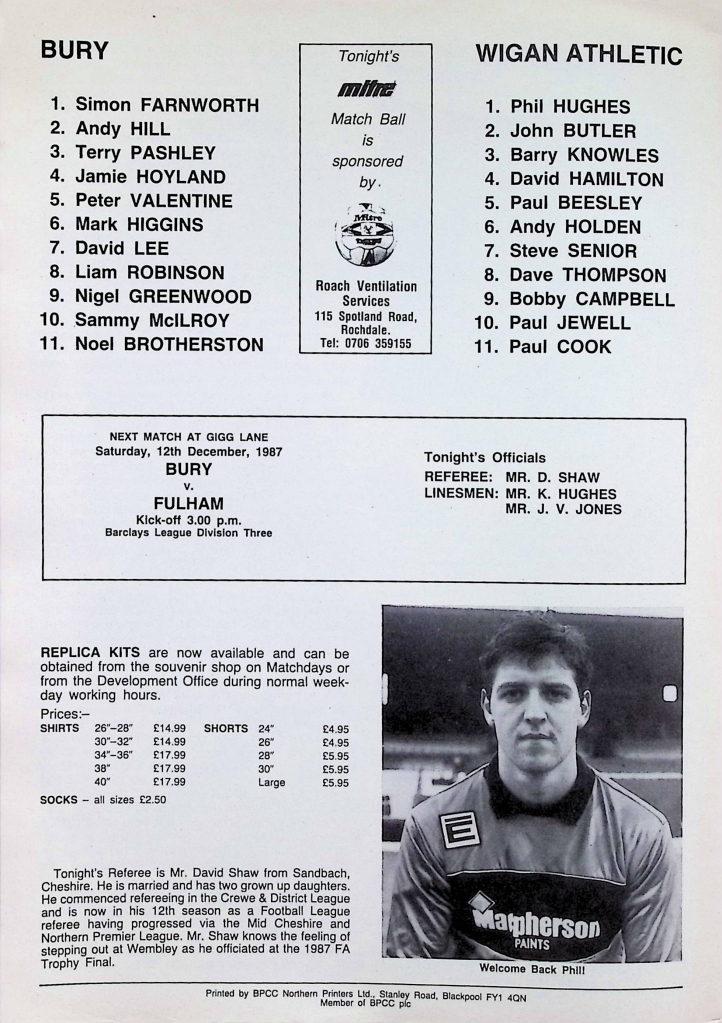 BURY
1. Simon FARNWORTH
2. Andy HILL
3. Terry PASHLEY
4. Jamie HOYLAND
5. Peter VALENTINE
6. Mark HIGGINS
7. David LEE
8. Liam ROBINSON
9. Nigel GREENWOOD
10. Sammy McILROY
11. Noel BROTHERSTON
Tonight's
mitre
Match Ball
is
sponsored
by.
Mitre
Roach Ventilation
Services
115 Spotland Road,
Rochdale.
Tel: 0706 359155
WIGAN ATHLETIC
1. Phil HUGHES
2. John BUTLER
3. Barry KNOWLES
4. David HAMILTON
5. Paul BEESLEY
6. Andy HOLDEN
7. Steve SENIOR
8. Dave THOMPSON
9. Bobby CAMPBELL
10. Paul JEWELL
11. Paul COOK
NEXT MATCH AT GIGG LANE
Saturday, 12th December, 1987
BURY
v.
FULHAM
Kick-off 3.00 p.m.
Barclays League Division Three
Tonight's Officials
REFEREE: MR. D. SHAW
LINESMEN: MR. K. HUGHES
MR. J. V. JONES
REPLICA KITS are now available and can be
obtained from the souvenir shop on Matchdays or
from the Development Office during normal week-
day working hours.
Prices:–
SHIRTS 26"–28" £14.99 SHORTS 24" £4.95
30"–32" £14.99 26" £4.95
34"–36" £17.99 28" £5.95
38" £17.99 30" £5.95
40" £17.99 Large £5.95
SOCKS – all sizes £2.50
Tonight's Referee is Mr. David Shaw from Sandbach,
Cheshire. He is married and has two grown up daughters.
He commenced refereeing in the Crewe & District League
and is now in his 12th season as a Football League
referee having progressed via the Mid Cheshire and
Northern Premier League. Mr. Shaw knows the feeling of
stepping out at Wembley as he officiated at the 1987 FA
Trophy Final.
E
Macpherson
PAINTS
Welcome Back Phil!
Printed by BPCC Northern Printers Ltd., Stanley Road, Blackpool FY1 4QN
Member of BPCC plc